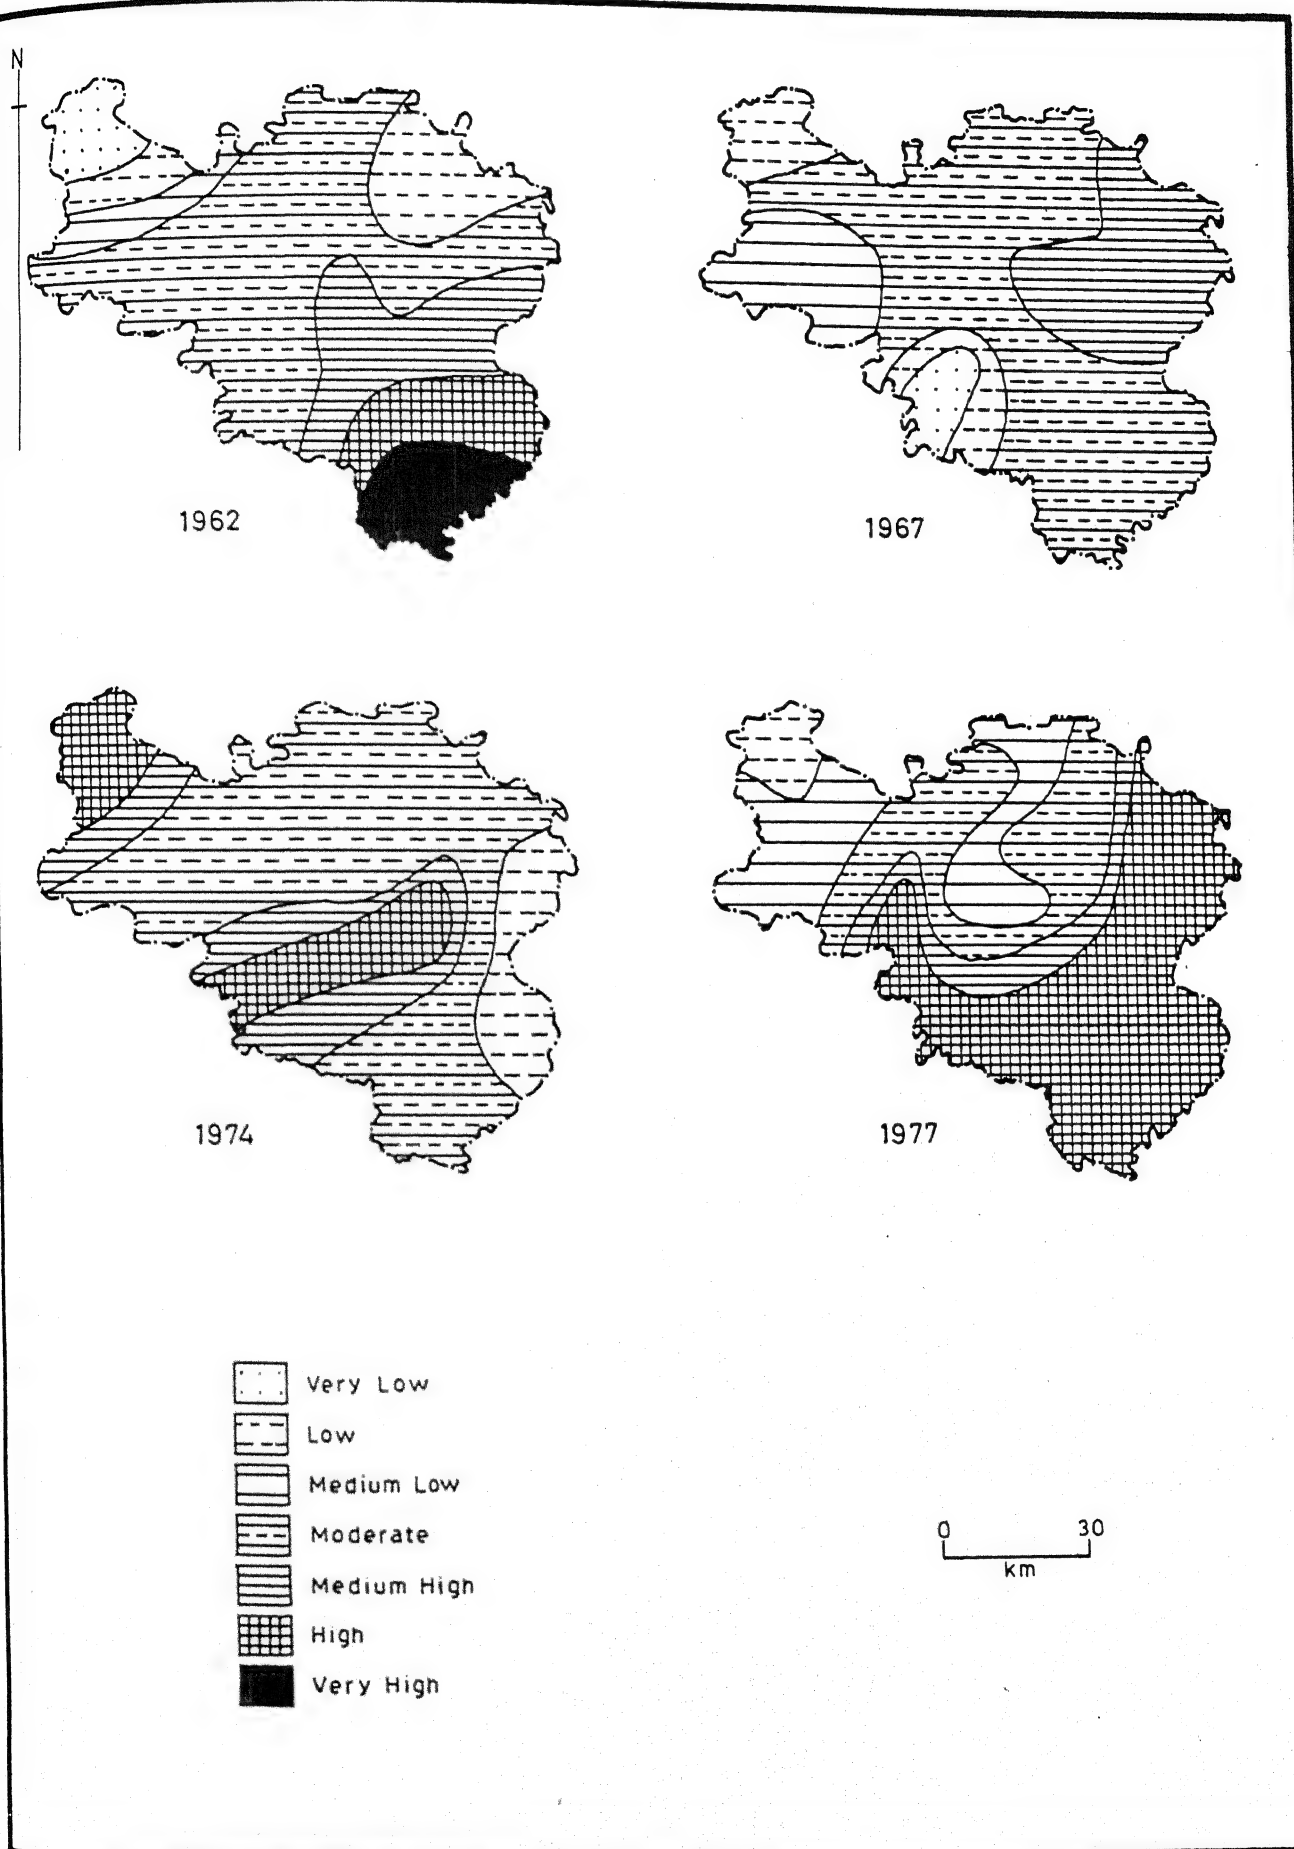 N
1962
1967
1974
1977
Very Low
Low
Medium Low
Moderate
Medium High
High
Very High
0 30
km